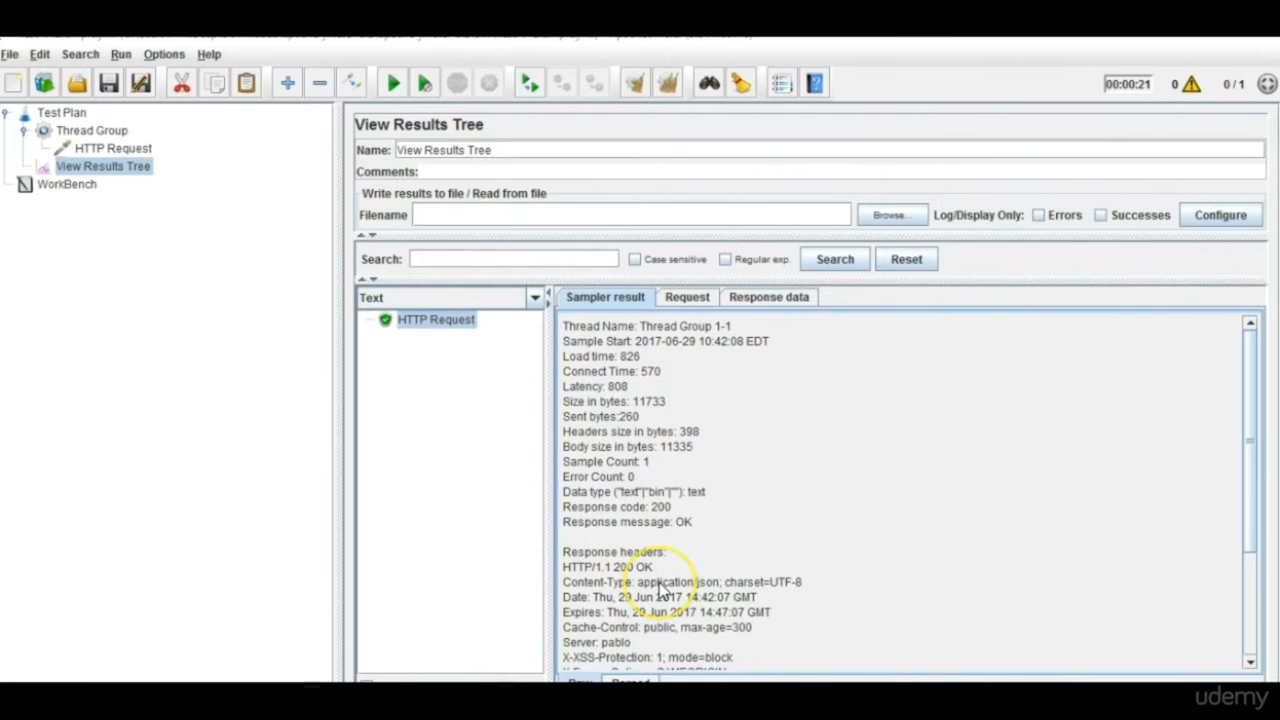 File Edit Search Run Options Help
00:00:21 0 0 / 1
Test Plan
Thread Group
HTTP Request
View Results Tree
WorkBench
View Results Tree
Name: View Results Tree
Comments:
Write results to file / Read from file
Filename Browse... Log/Display Only: Errors Successes Configure
Search: Case sensitive Regular exp. Search Reset
Text Sampler result Request Response data
HTTP Request
Thread Name: Thread Group 1-1
Sample Start: 2017-06-29 10:42:08 EDT
Load time: 826
Connect Time: 570
Latency: 808
Size in bytes: 11733
Sent bytes:260
Headers size in bytes: 398
Body size in bytes: 11335
Sample Count: 1
Error Count: 0
Data type ("text"|"bin"|""): text
Response code: 200
Response message: OK
Response headers:
HTTP/1.1 200 OK
Content-Type: application/json; charset=UTF-8
Date: Thu, 29 Jun 2017 14:42:07 GMT
Expires: Thu, 29 Jun 2017 14:47:07 GMT
Cache-Control: public, max-age=300
Server: pablo
X-XSS-Protection: 1; mode=block
udemy